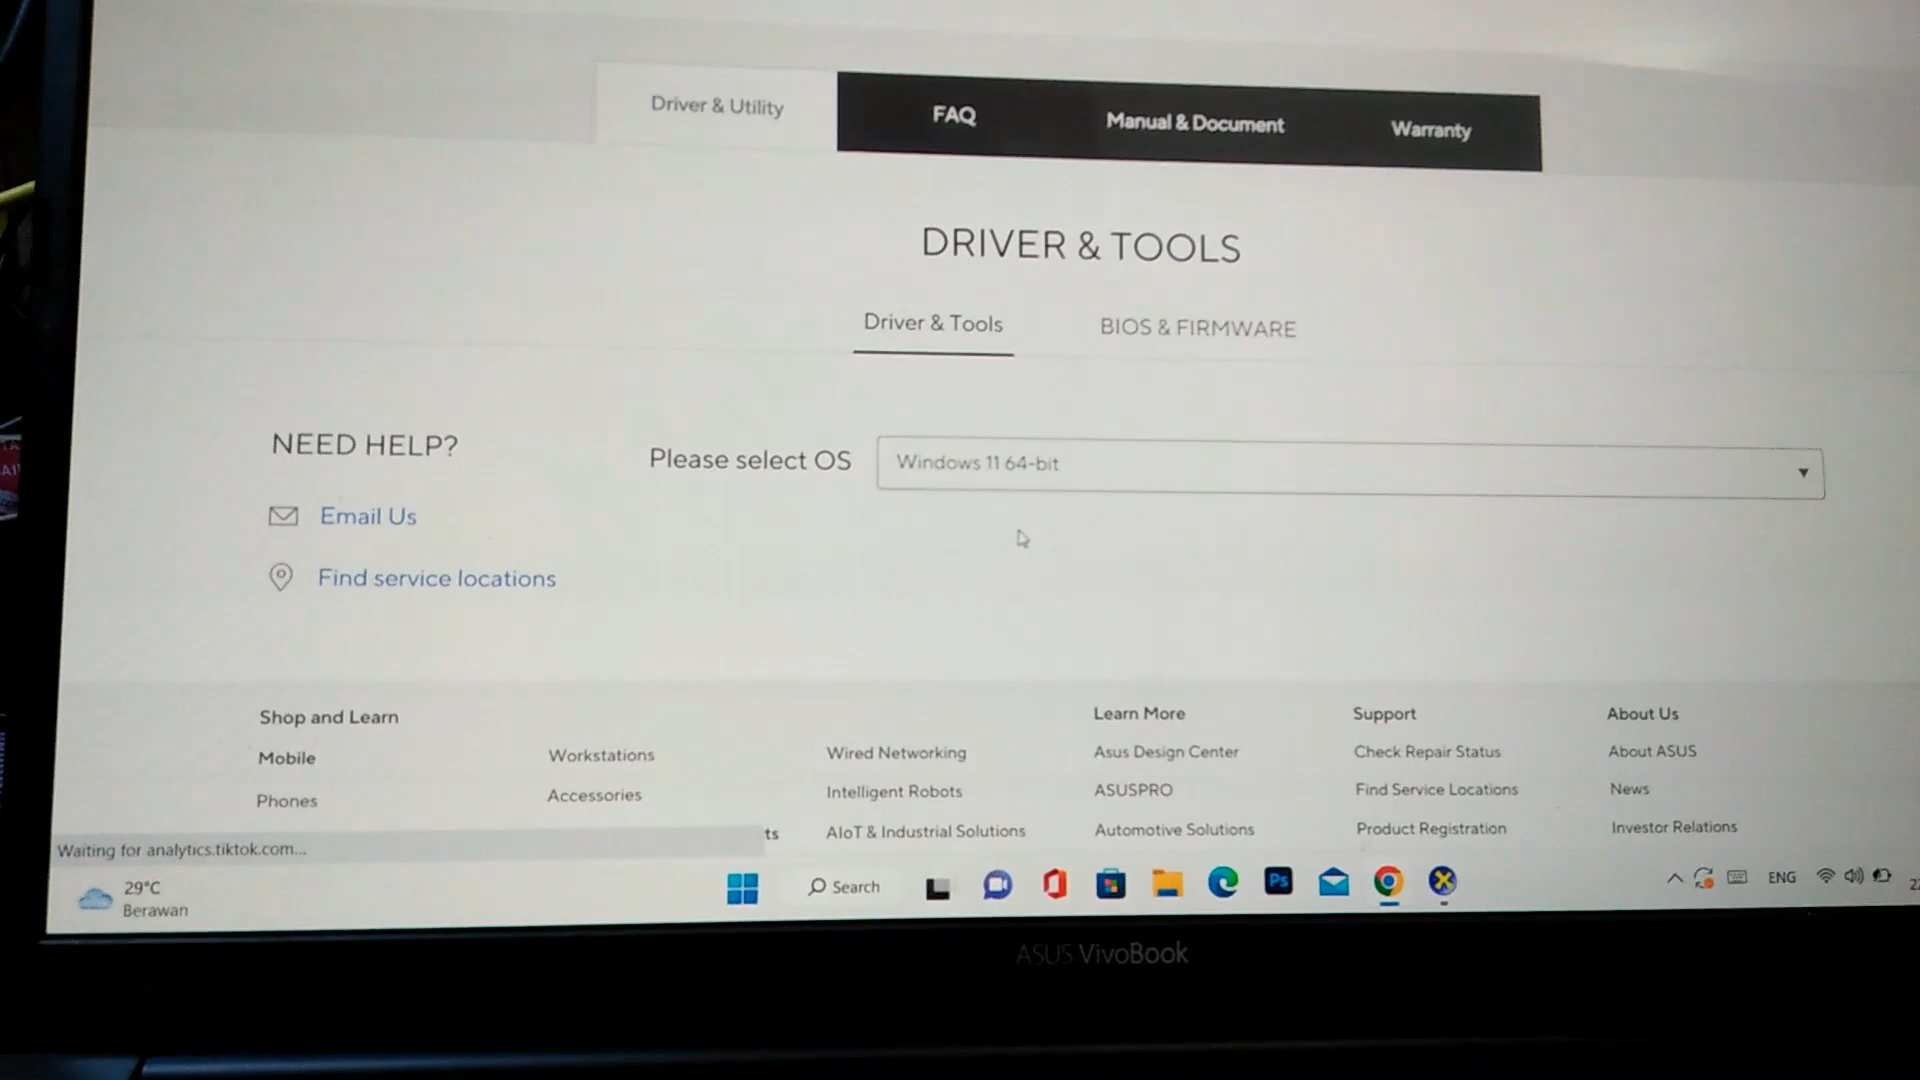 Driver & Utility
FAQ
Manual & Document
Warranty
DRIVER & TOOLS
Driver & Tools
BIOS & FIRMWARE
NEED HELP?
Please select OS
Windows 11 64-bit
Email Us
Find service locations
Shop and Learn
Mobile
Phones
Workstations
Accessories
ts
Wired Networking
Intelligent Robots
AIoT & Industrial Solutions
Learn More
Asus Design Center
ASUSPRO
Automotive Solutions
Support
Check Repair Status
Find Service Locations
Product Registration
About Us
About ASUS
News
Investor Relations
Waiting for analytics.tiktok.com...
29°C
Berawan
Search
Ps
ENG
ASUS VivoBook